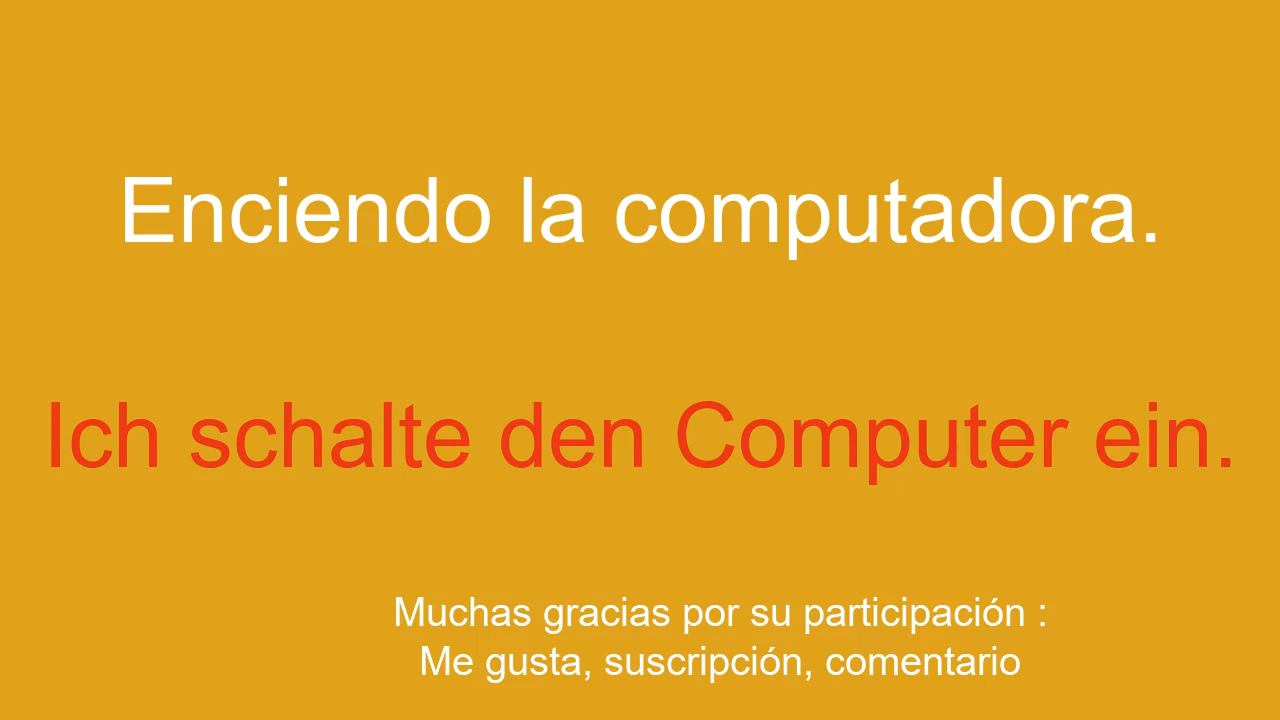 Enciendo la computadora.
Ich schalte den Computer ein.
Muchas gracias por su participación :
Me gusta, suscripción, comentario